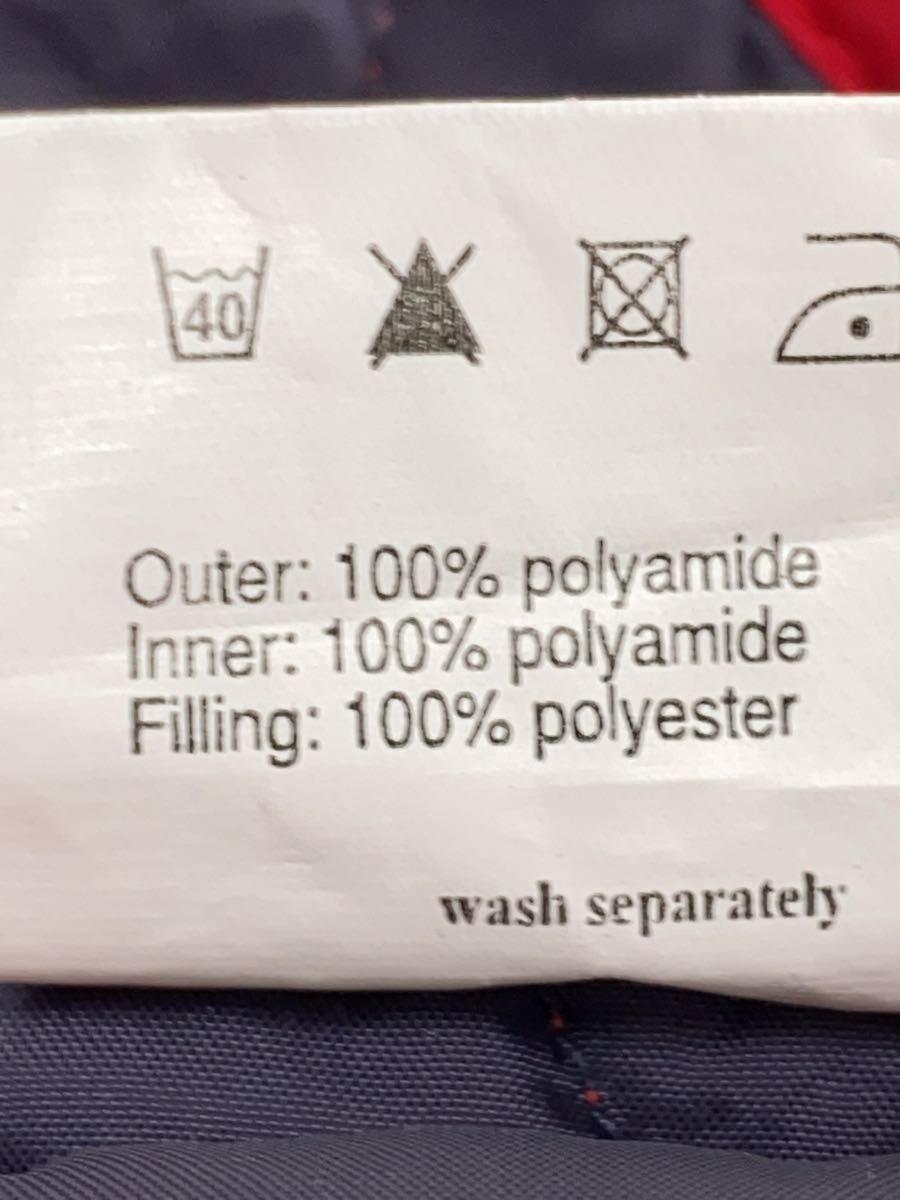 40
Outer: 100% polyamide
Inner: 100% polyamide
Filling: 100% polyester
wash separately